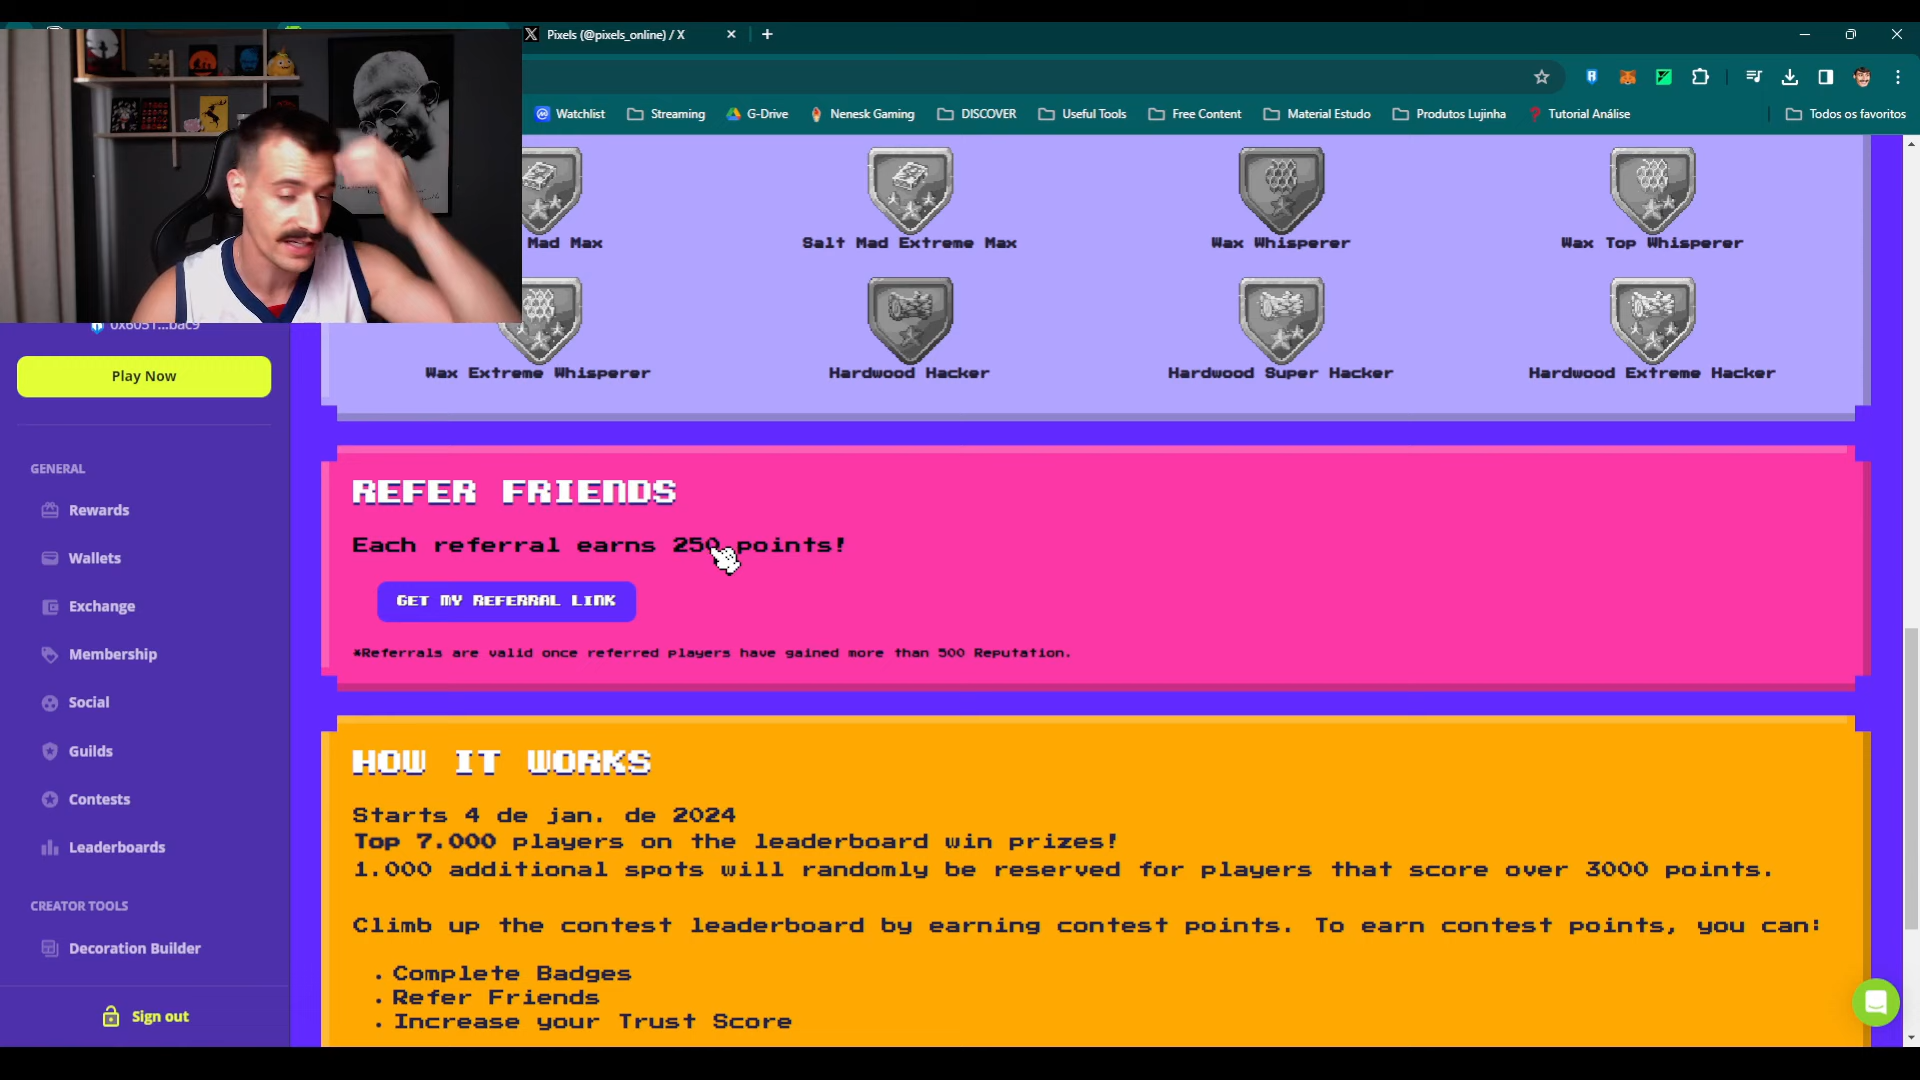 Pixels (@pixels_online) / X
Watchlist
Streaming
G-Drive
Nenesk Gaming
DISCOVER
Useful Tools
Free Content
Material Estudo
Produtos Lujinha
Tutorial Análise
Todos os favoritos
Mad Max
Salt Mad Extreme Max
Wax Whisperer
Wax Top Whisperer
Wax Extreme Whisperer
Hardwood Hacker
Hardwood Super Hacker
Hardwood Extreme Hacker
0x6051...bac9
Play Now
GENERAL
Rewards
Wallets
Exchange
Membership
Social
Guilds
Contests
Leaderboards
CREATOR TOOLS
Decoration Builder
Sign out
REFER FRIENDS
Each referral earns 250 points!
GET MY REFERRAL LINK
*Referrals are valid once referred players have gained more than 500 Reputation.
HOW IT WORKS
Starts 4 de jan. de 2024
Top 7.000 players on the leaderboard win prizes!
1.000 additional spots will randomly be reserved for players that score over 3000 points.
Climb up the contest leaderboard by earning contest points. To earn contest points, you can:
• Complete Badges
• Refer Friends
• Increase your Trust Score